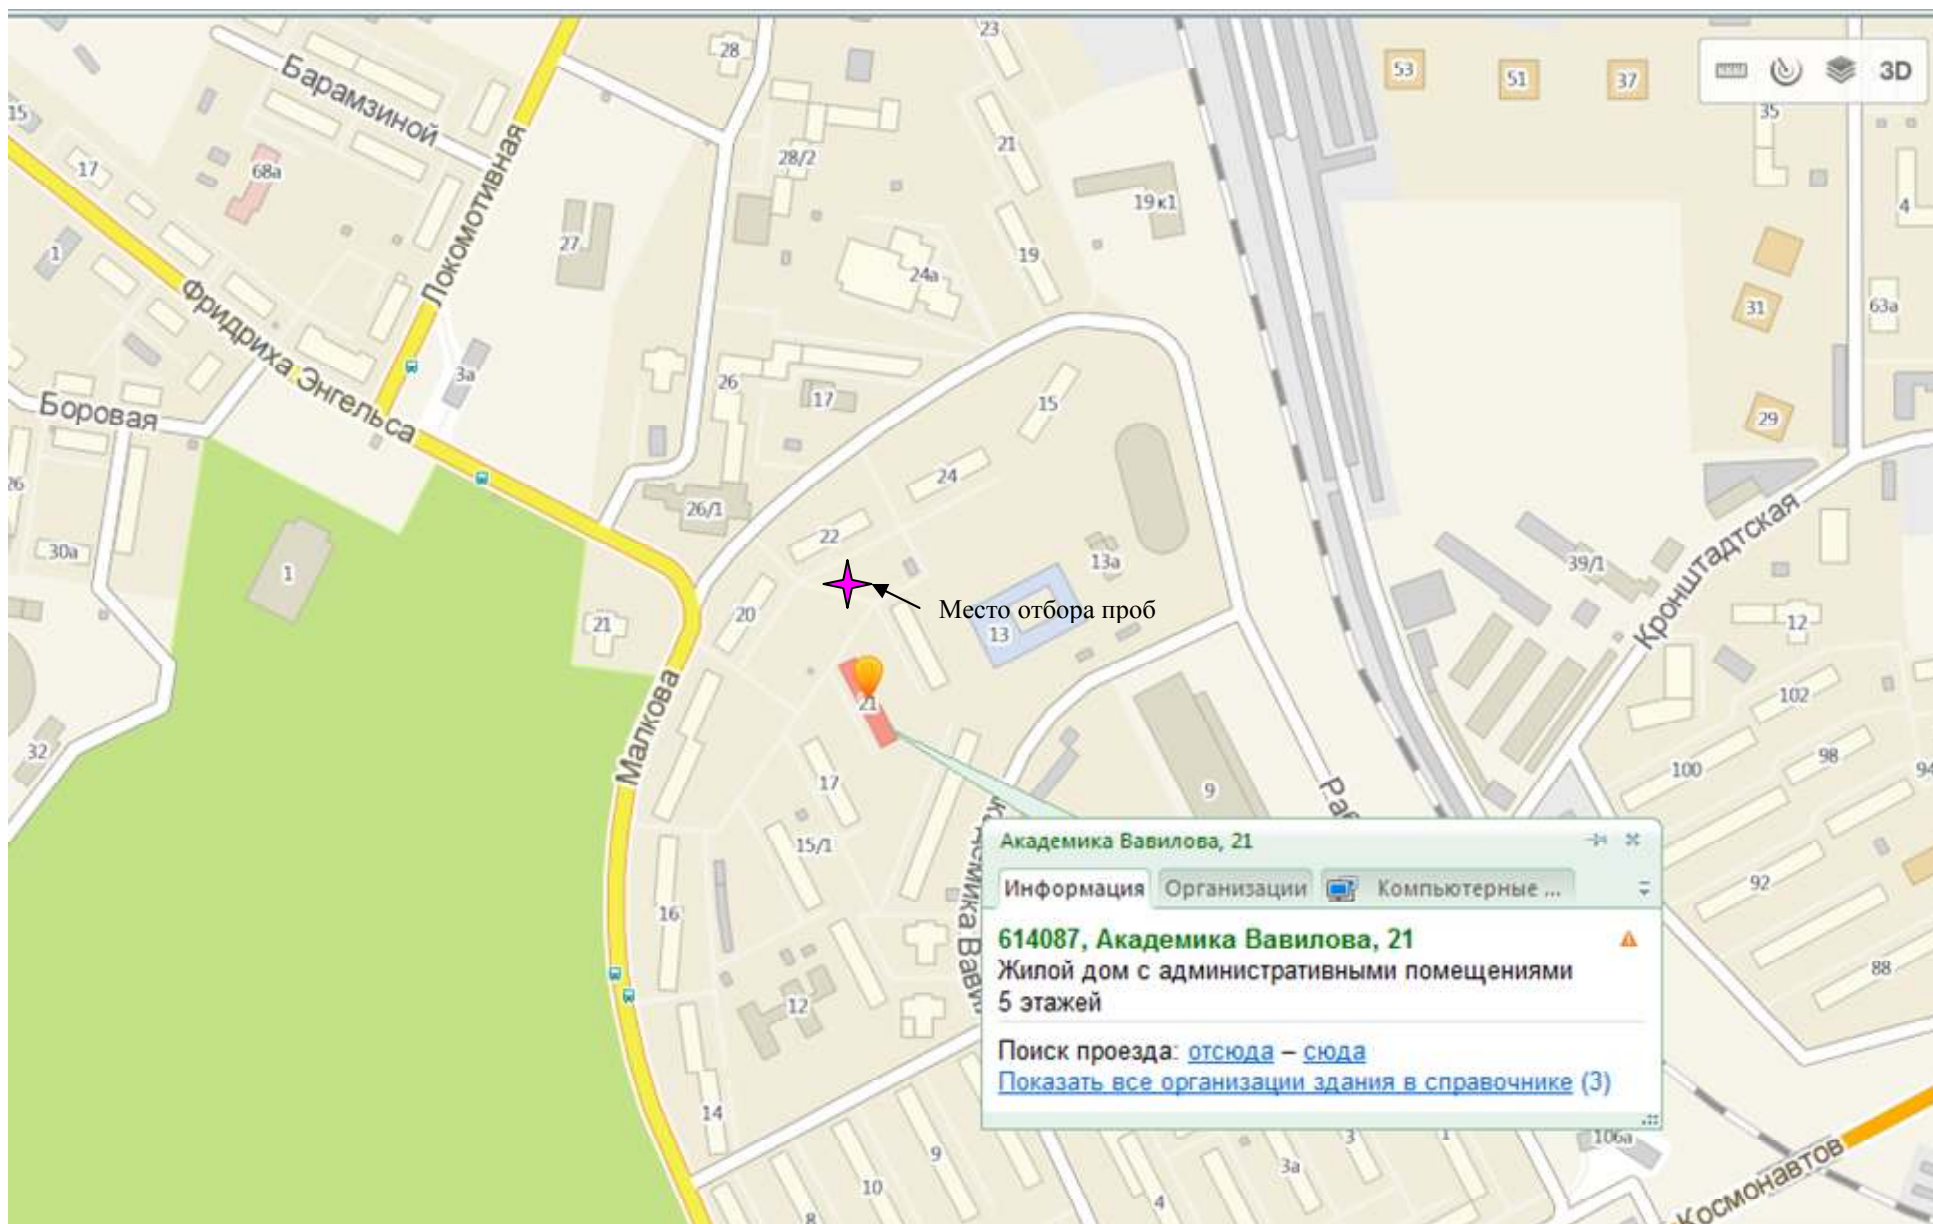 23
28
Барамзиной
53
51
37
3D
15
35
21
17
68а
28/2
Локомотивная
19 к1
4
27
1
19
24а
Фридриха Энгельса
31
63а
3а
26
17
15
Боровая
29
24
26
26/1
Кронштадтская
22
30а
13а
39/1
1
Место отбора проб
20
21
13
12
21
Малкова
102
32
17
9
100
98
94
15/1
Академика Вавилова, 21
Информация
Организации
Компьютерные ...
92
16
614087, Академика Вавилова, 21
Жилой дом с административными помещениями
5 этажей
88
12
Поиск проезда: отсюда – сюда
Показать все организации здания в справочнике (3)
14
3
1
106а
9
3а
10
4
8
Космонавтов